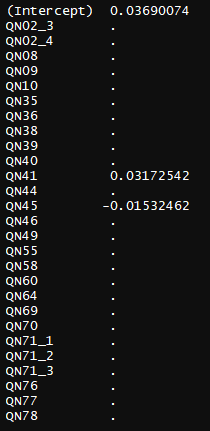 (Intercept) 0.03690074
QN02_3 .
QN02_4 .
QN08 .
QN09 .
QN10 .
QN35 .
QN36 .
QN38 .
QN39 .
QN40 .
QN41 0.03172542
QN44 .
QN45 -0.01532462
QN46 .
QN49 .
QN55 .
QN58 .
QN60 .
QN64 .
QN69 .
QN70 .
QN71_1 .
QN71_2 .
QN71_3 .
QN76 .
QN77 .
QN78 .